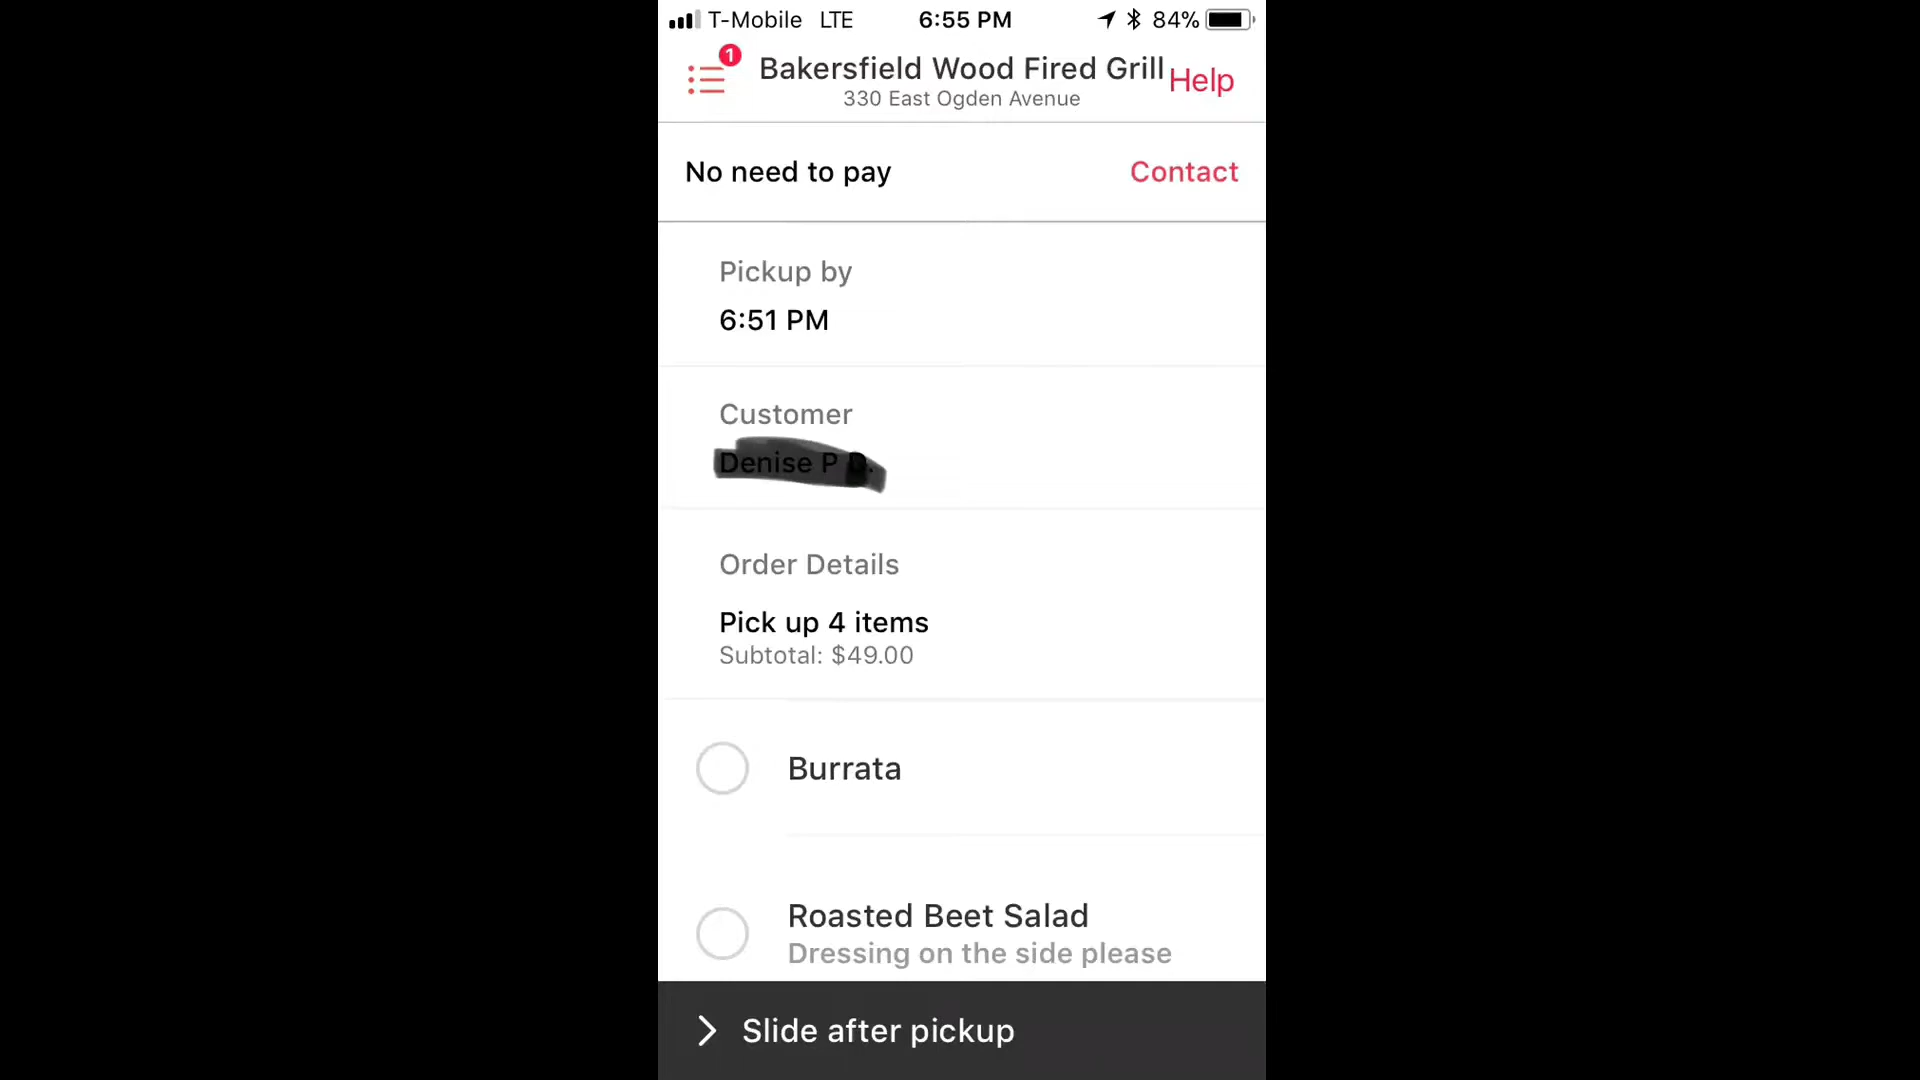 T-Mobile LTE 6:55 PM 84%
1
Bakersfield Wood Fired Grill
330 East Ogden Avenue
Help
No need to pay
Contact
Pickup by
6:51 PM
Customer
Denise P D.
Order Details
Pick up 4 items
Subtotal: $49.00
Burrata
Roasted Beet Salad
Dressing on the side please
Slide after pickup